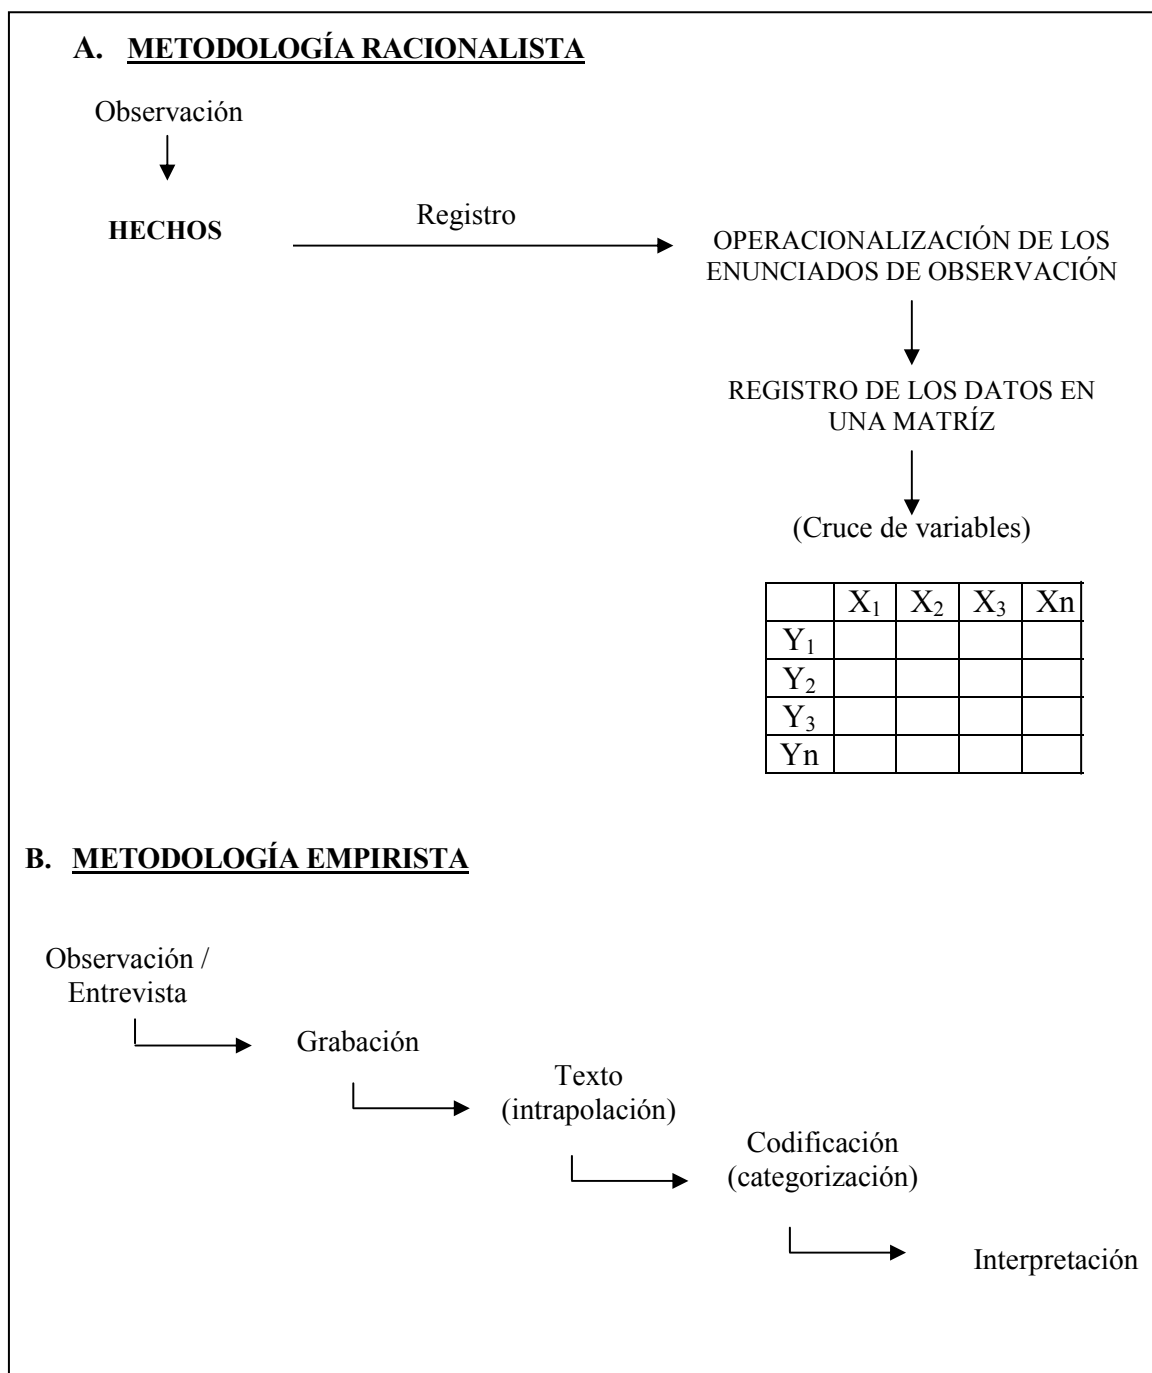 A. METODOLOGÍA RACIONALISTA
Observación
HECHOS
Registro
OPERACIONALIZACIÓN DE LOS
ENUNCIADOS DE OBSERVACIÓN
REGISTRO DE LOS DATOS EN
UNA MATRÍZ
(Cruce de variables)
X₁ X₂ X₃ Xn
Y₁
Y₂
Y₃
Yn
B. METODOLOGÍA EMPIRISTA
Observación /
Entrevista
Grabación
Texto
(intrapolación)
Codificación
(categorización)
Interpretación